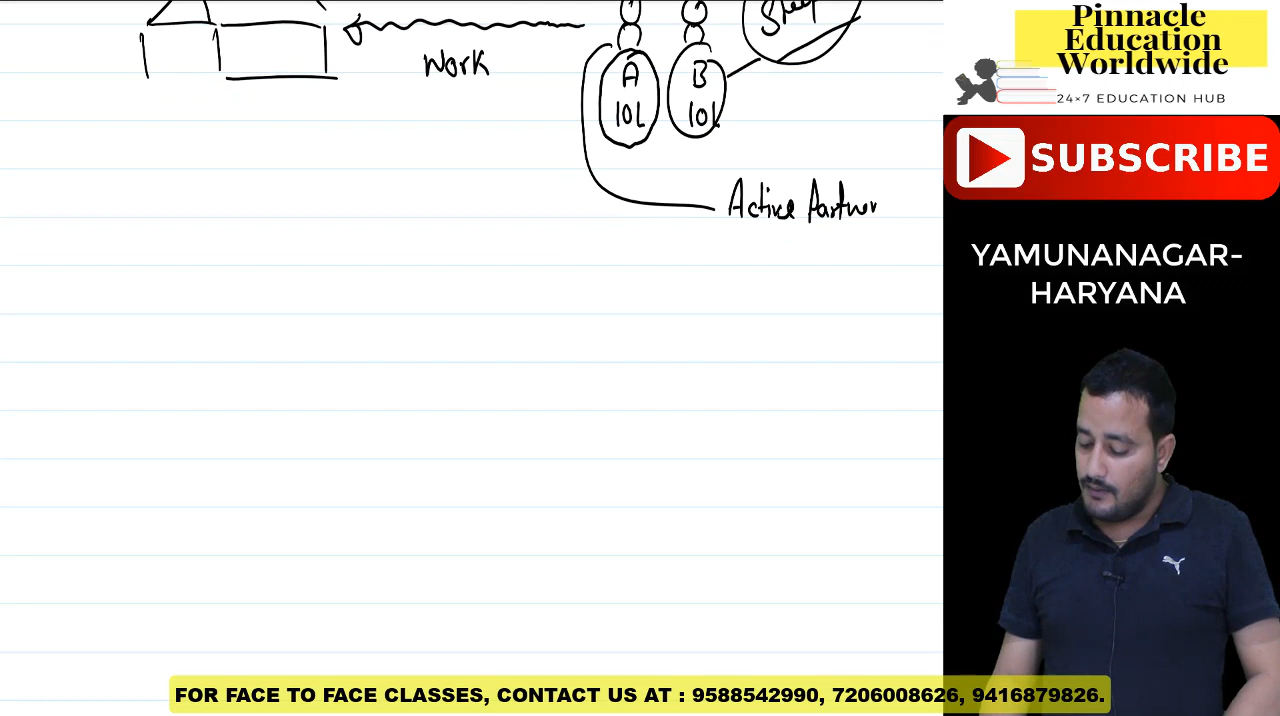 Work
A
10L
B
10L
Active Partner
Pinnacle
Education
Worldwide
24×7 EDUCATION HUB
SUBSCRIBE
YAMUNANAGAR-
HARYANA
FOR FACE TO FACE CLASSES, CONTACT US AT : 9588542990, 7206008626, 9416879826.